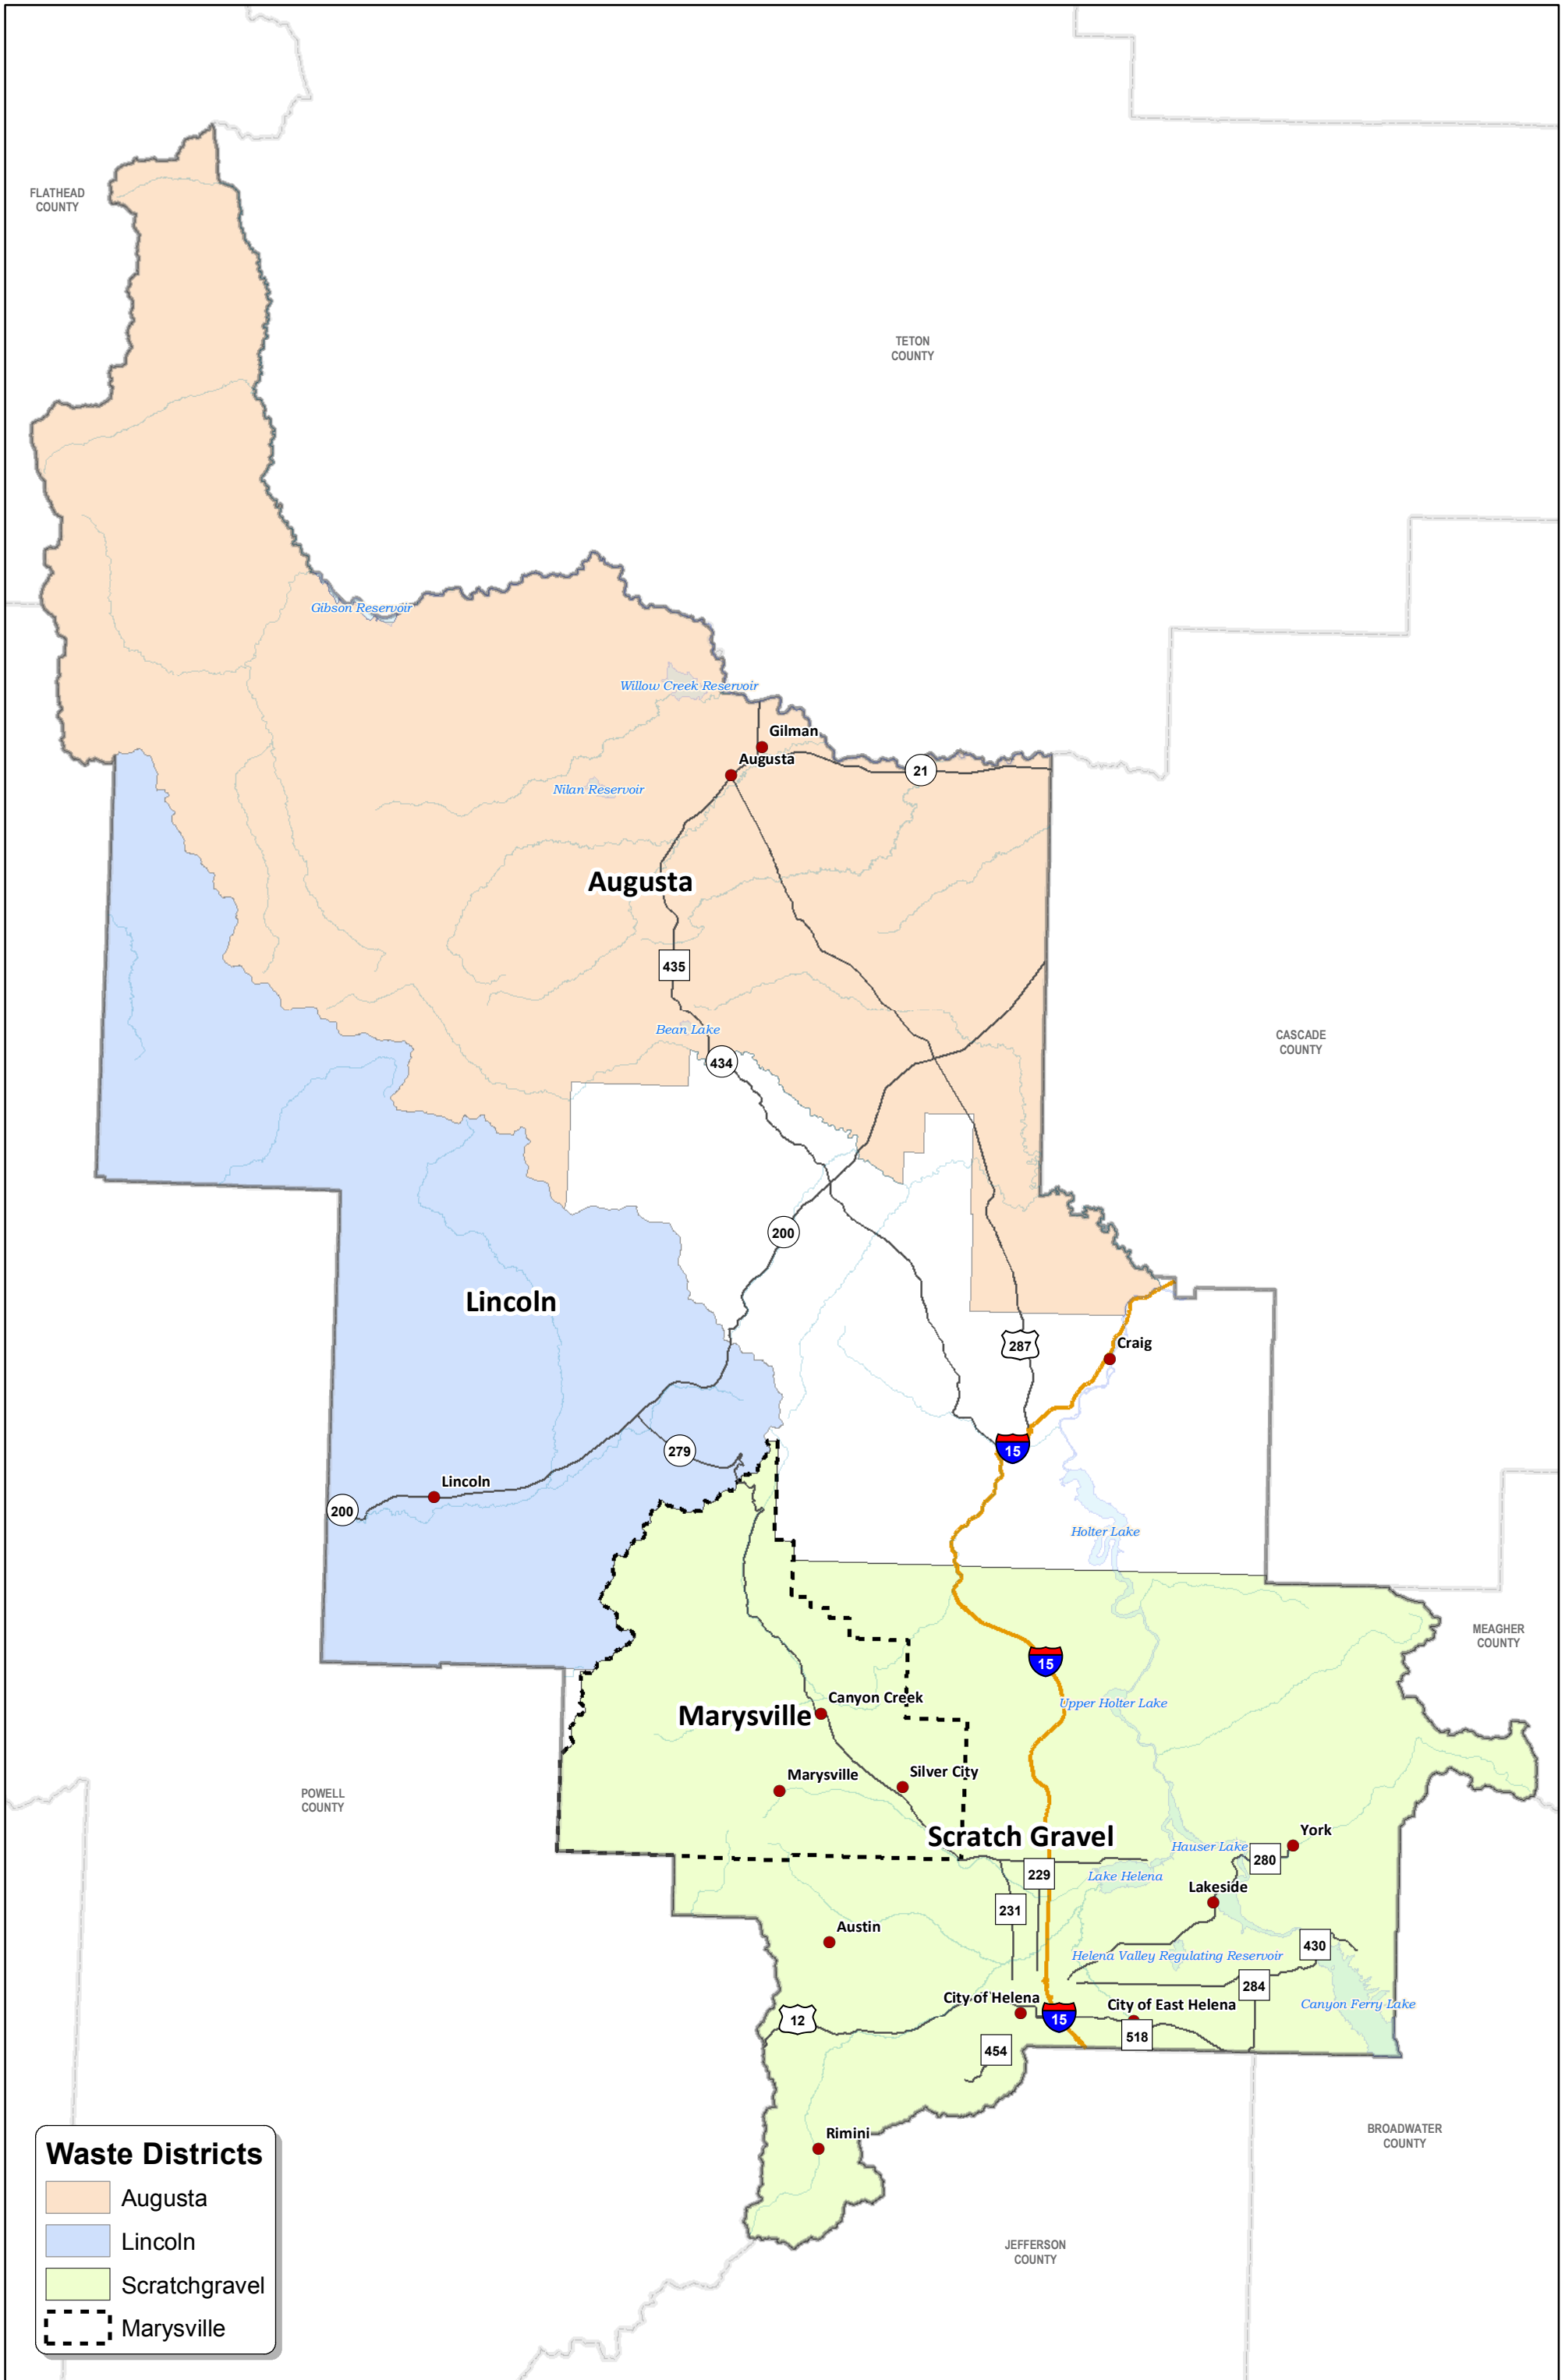 FLATHEAD
COUNTY
TETON
COUNTY
Gibson Reservoir
Willow Creek Reservoir
Gilman
Augusta
21
Nilan Reservoir
Augusta
435
Bean Lake
434
CASCADE
COUNTY
200
Lincoln
287
Craig
279
15
Lincoln
200
Holter Lake
MEAGHER
COUNTY
15
Canyon Creek
Upper Holter Lake
Marysville
Marysville
Silver City
POWELL
COUNTY
Scratch Gravel
York
Hauser Lake
280
229
Lake Helena
Lakeside
231
Austin
430
Helena Valley Regulating Reservoir
284
City of Helena
City of East Helena
Canyon Ferry Lake
12
15
518
454
Rimini
BROADWATER
COUNTY
JEFFERSON
COUNTY
Waste Districts
Augusta
Lincoln
Scratchgravel
Marysville